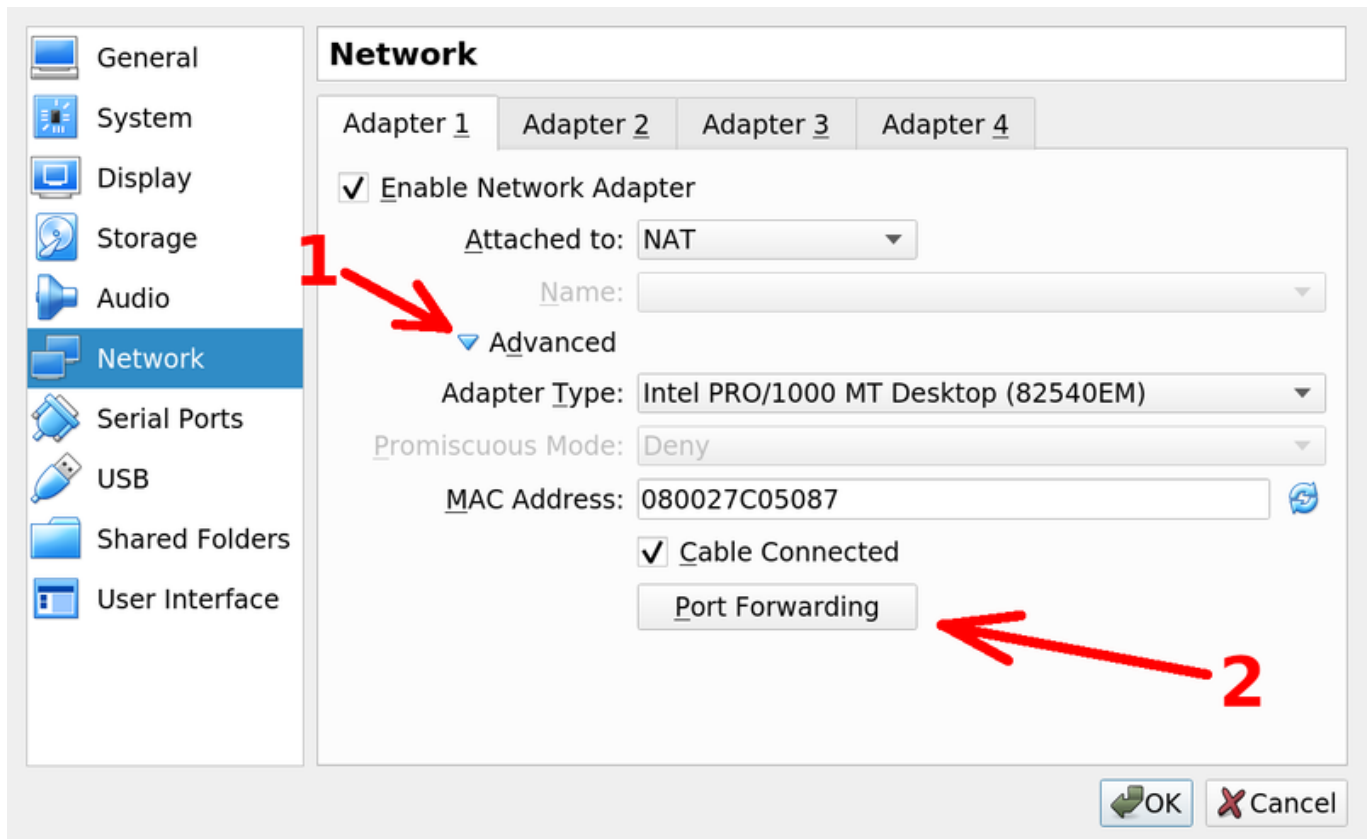 General
System
Display
Storage
Audio
Network
Serial Ports
USB
Shared Folders
User Interface
Network
Adapter 1 Adapter 2 Adapter 3 Adapter 4
Enable Network Adapter
Attached to: NAT
1
Name:
Advanced
Adapter Type: Intel PRO/1000 MT Desktop (82540EM)
Promiscuous Mode: Deny
MAC Address: 080027C05087
Cable Connected
Port Forwarding
2
OK Cancel